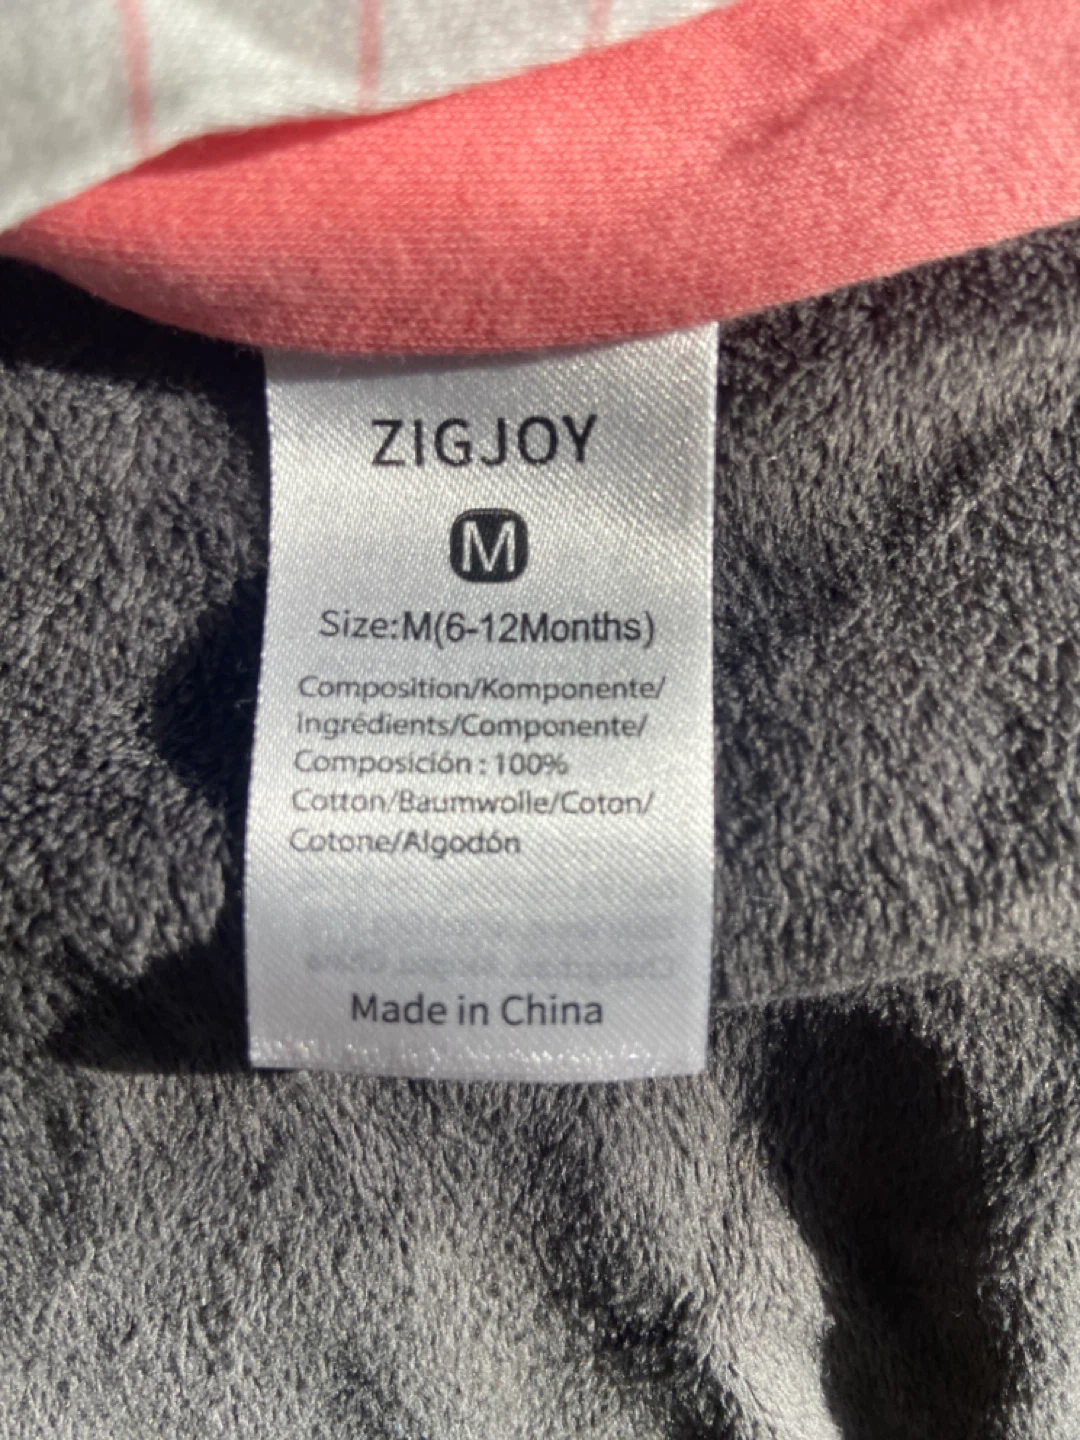 ZIGJOY
M
Size:M(6-12Months)
Composition/Komponente/
Ingrédients/Componente/
Composición : 100%
Cotton/Baumwolle/Coton/
Cotone/Algodón
Made in China